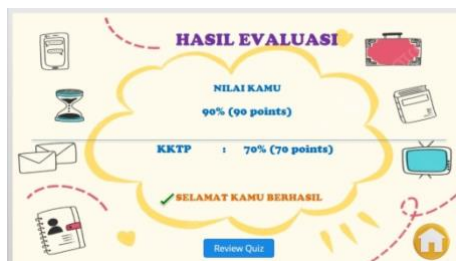 HASIL EVALUASI
NILAI KAMU
90% (90 points)
KKTP : 70% (70 points)
SELAMAT KAMU BERHASIL
Review Quiz